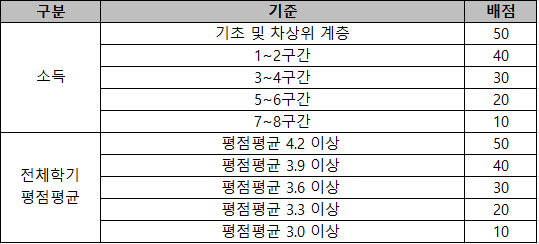 구분 기준 배점
소득
기초 및 차상위 계층 50
1~2구간 40
3~4구간 30
5~6구간 20
7~8구간 10
전체학기
평점평균
평점평균 4.2 이상 50
평점평균 3.9 이상 40
평점평균 3.6 이상 30
평점평균 3.3 이상 20
평점평균 3.0 이상 10